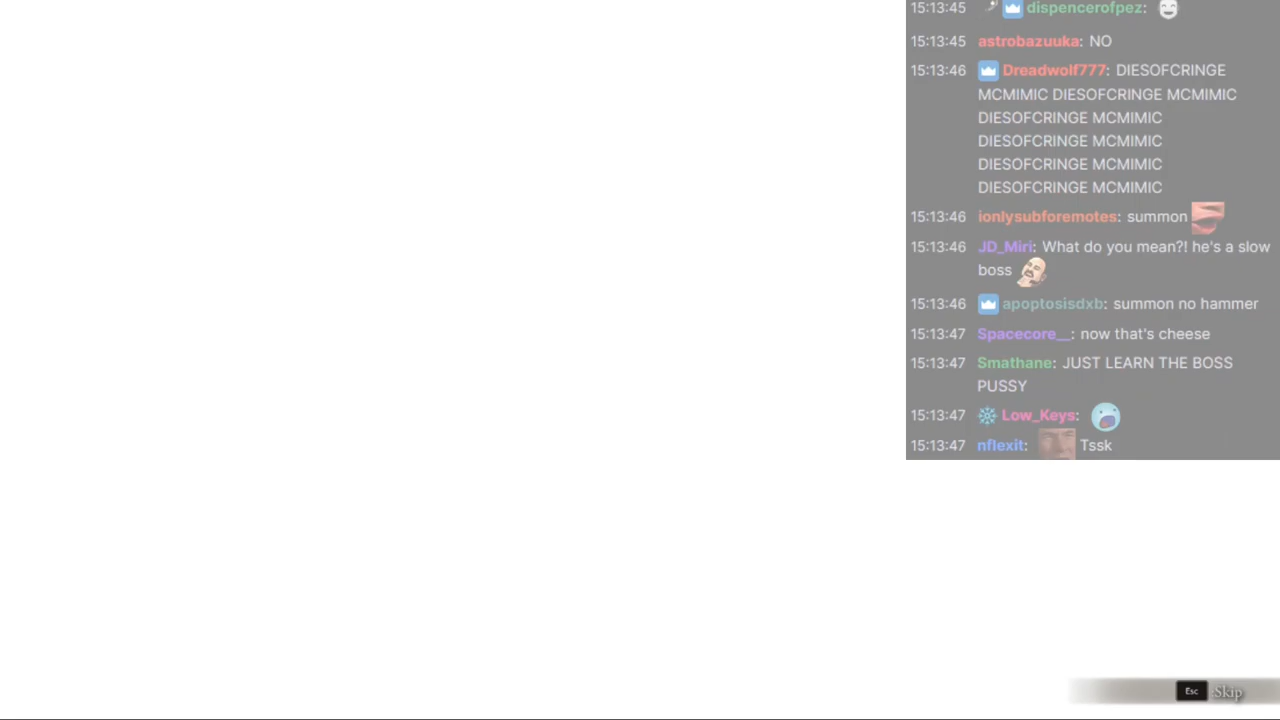 15:13:45 dispencerofpez:
15:13:45 astrobazuuka: NO
15:13:46 Dreadwolf777: DIESOFCRINGE
MCMIMIC DIESOFCRINGE MCMIMIC
DIESOFCRINGE MCMIMIC
DIESOFCRINGE MCMIMIC
DIESOFCRINGE MCMIMIC
DIESOFCRINGE MCMIMIC
15:13:46 ionlysubforemotes: summon
15:13:46 JD_Miri: What do you mean?! he's a slow
boss
15:13:46 apoptosisdxb: summon no hammer
15:13:47 Spacecore__: now that's cheese
15:13:47 Smathane: JUST LEARN THE BOSS
PUSSY
15:13:47 Low_Keys:
15:13:47 nflexit: Tssk
Esc :Skip